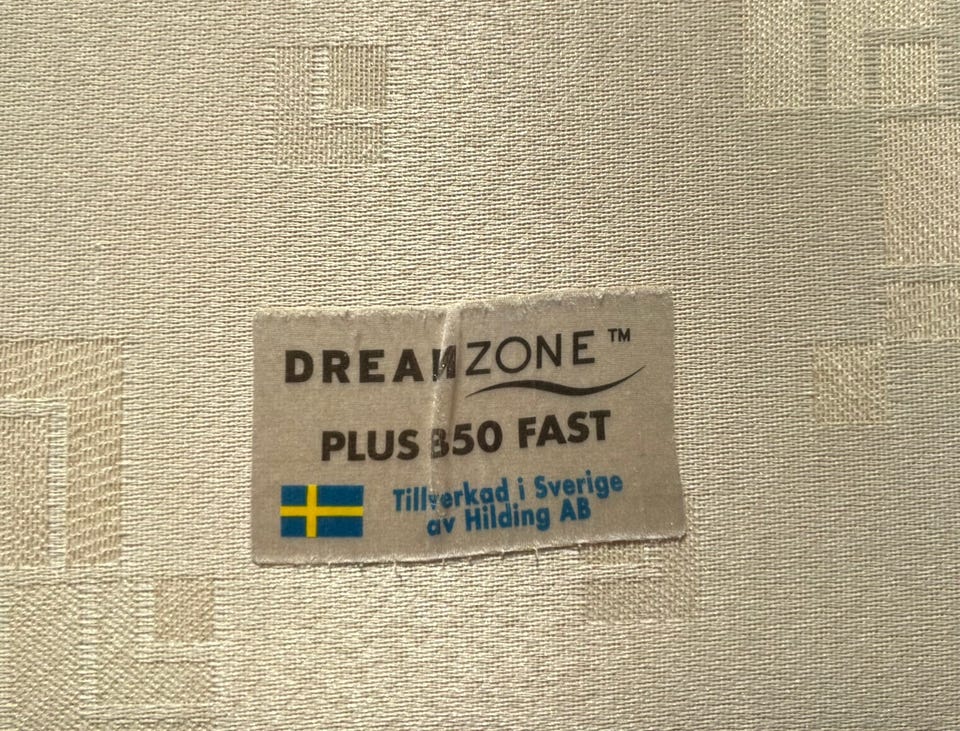 DREAMZONE™
PLUS B50 FAST
Tillverkad i Sverige
av Hilding AB